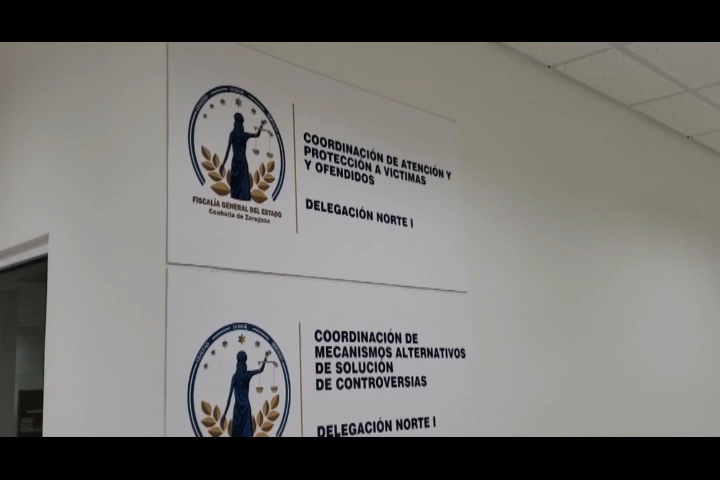 COORDINACIÓN DE ATENCIÓN Y
PROTECCIÓN A VICTIMAS
Y OFENDIDOS
DELEGACIÓN NORTE I
FISCALÍA GENERAL DEL ESTADO
Coahuila de Zaragoza
COORDINACIÓN DE
MECANISMOS ALTERNATIVOS
DE SOLUCIÓN
DE CONTROVERSIAS
DELEGACIÓN NORTE I